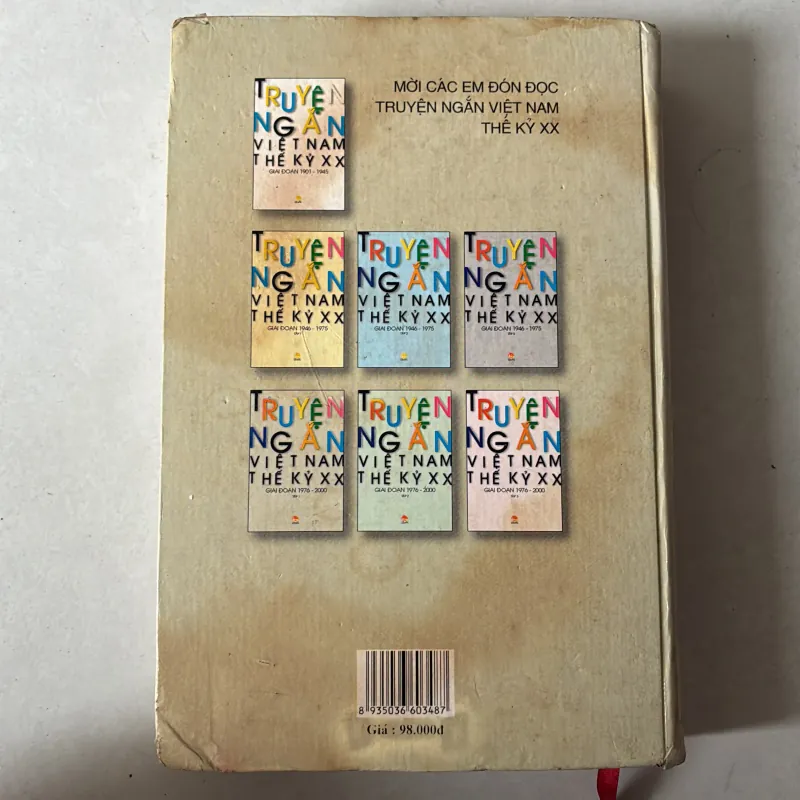 MỜI CÁC EM ĐÓN ĐỌC
TRUYỆN NGẮN VIỆT NAM
THẾ KỶ XX
TRUYỆN
NGẮN
VIỆT NAM
THẾ KỶ XX
GIAI ĐOẠN 1901 - 1945
TRUYỆN
NGẮN
VIỆT NAM
THẾ KỶ XX
GIAI ĐOẠN 1946 - 1975
TRUYỆN
NGẮN
VIỆT NAM
THẾ KỶ XX
GIAI ĐOẠN 1946 - 1975
TRUYỆN
NGẮN
VIỆT NAM
THẾ KỶ XX
GIAI ĐOẠN 1946 - 1975
TRUYỆN
NGẮN
VIỆT NAM
THẾ KỶ XX
GIAI ĐOẠN 1976 - 2000
TRUYỆN
NGẮN
VIỆT NAM
THẾ KỶ XX
GIAI ĐOẠN 1976 - 2000
TRUYỆN
NGẮN
VIỆT NAM
THẾ KỶ XX
GIAI ĐOẠN 1976 - 2000
8 935036 603487
Giá : 98.000đ